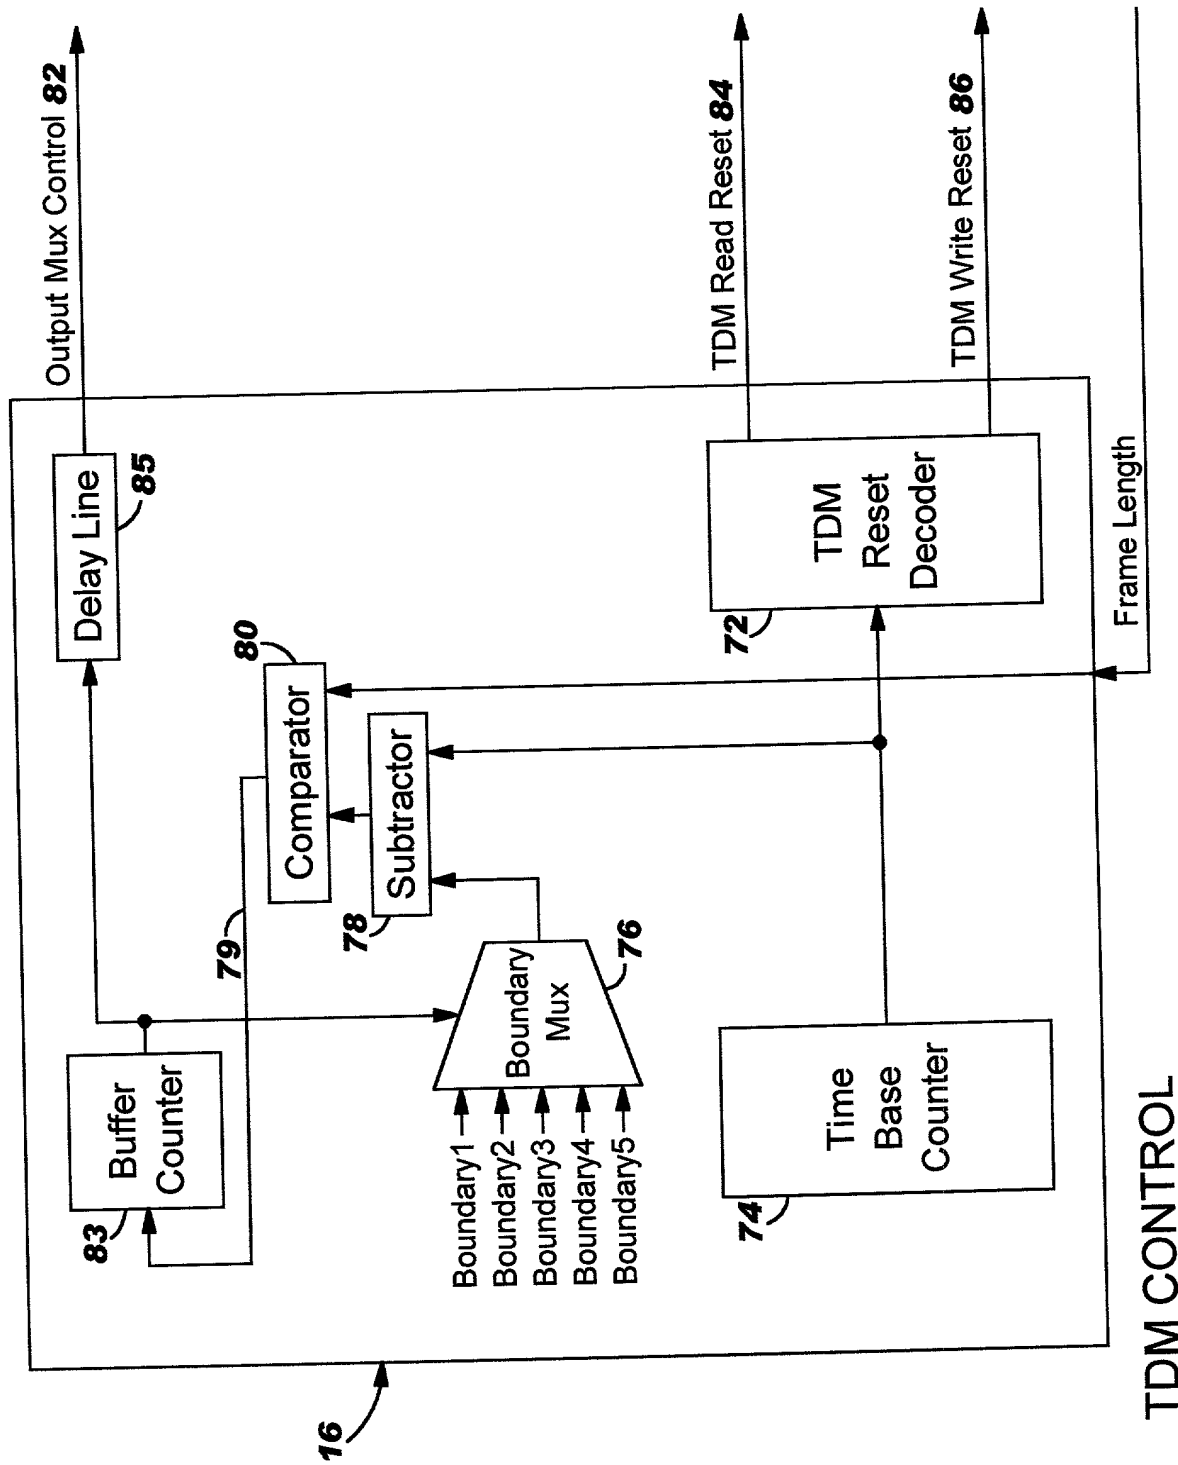 Output Mux Control 82
Delay Line
85
Buffer
Counter
83
79
80
Comparator
Subtractor
78
Boundary
Mux
76
Boundary1
Boundary2
Boundary3
Boundary4
Boundary5
TDM Read Reset 84
TDM Write Reset 86
TDM
Reset
Decoder
72
Time
Base
Counter
74
Frame Length
16
TDM CONTROL